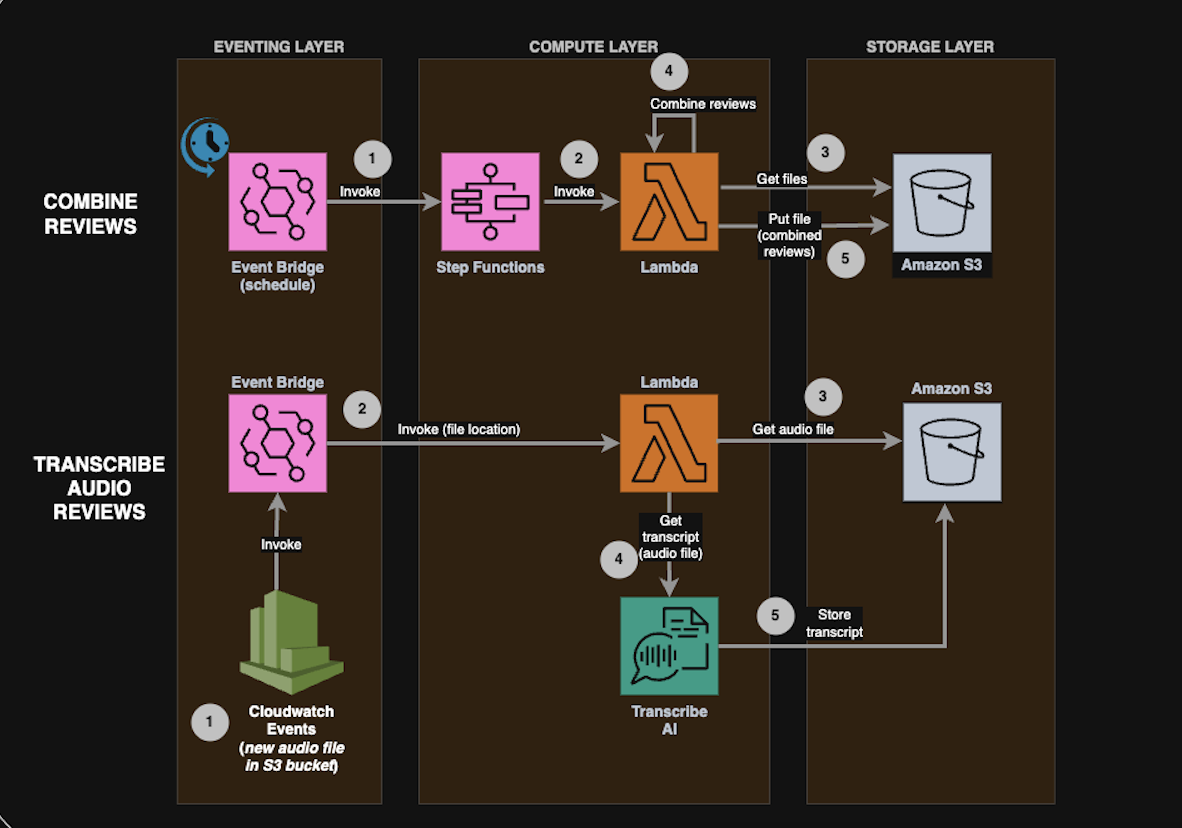 EVENTING LAYER
COMPUTE LAYER
STORAGE LAYER
4
Combine reviews
COMBINE
REVIEWS
1
Invoke
2
Invoke
3
Get files
Put file
(combined
reviews)
5
Event Bridge
(schedule)
Step Functions
Lambda
Amazon S3
TRANSCRIBE
AUDIO
REVIEWS
Event Bridge
2
Invoke (file location)
Lambda
3
Get audio file
Amazon S3
Invoke
Get
transcript
(audio file)
4
5
Store
transcript
Transcribe
AI
1
Cloudwatch
Events
(new audio file
in S3 bucket)